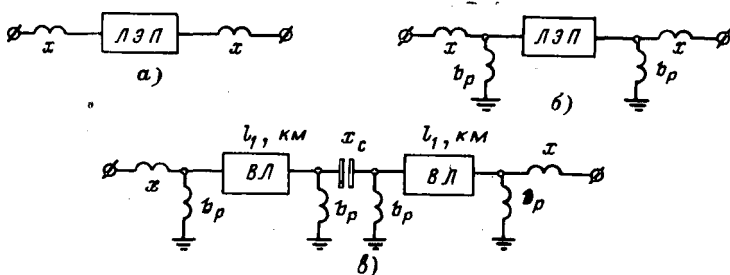 x ЛЭП x
а)
x ЛЭП x
b_p b_p
б)
l_1, км x_c l_1, км
x ВЛ ВЛ x
b_p b_p b_p b_p
в)